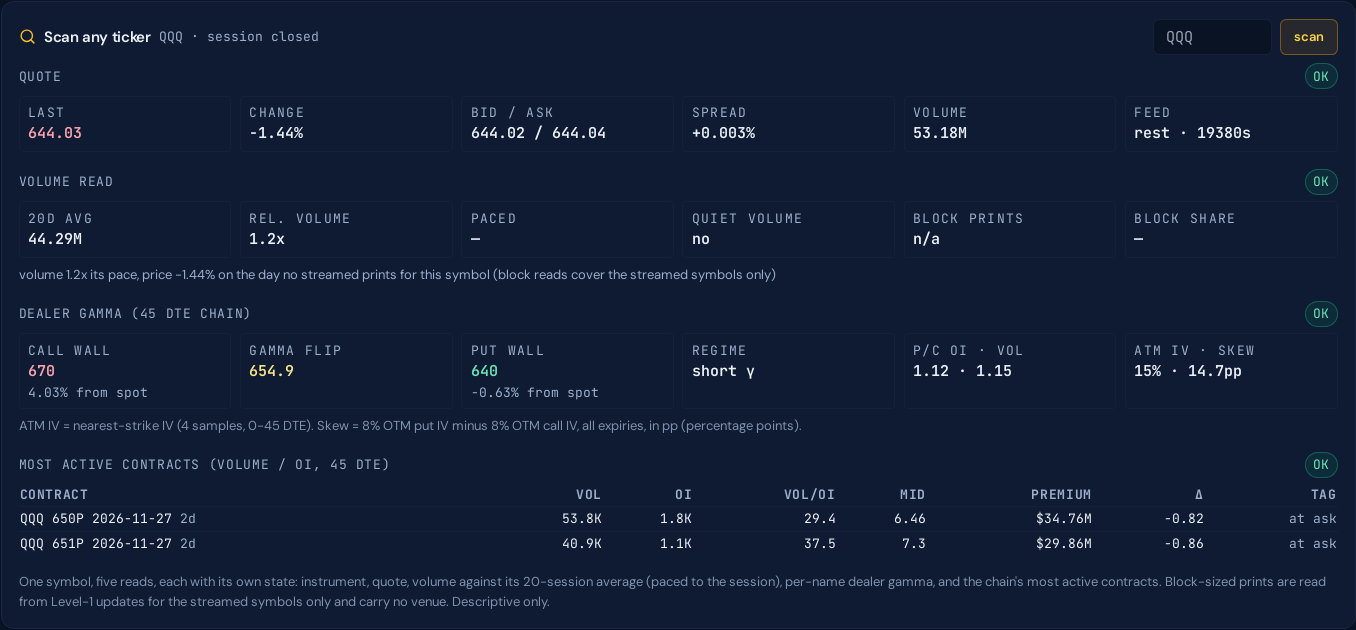 Scan any ticker QQQ · session closed QQQ scan
QUOTE OK
LAST CHANGE BID / ASK SPREAD VOLUME FEED
644.03 -1.44% 644.02 / 644.04 +0.003% 53.18M rest · 19380s
VOLUME READ OK
20D AVG REL. VOLUME PACED QUIET VOLUME BLOCK PRINTS BLOCK SHARE
44.29M 1.2x — no n/a —
volume 1.2x its pace, price -1.44% on the day no streamed prints for this symbol (block reads cover the streamed symbols only)
DEALER GAMMA (45 DTE CHAIN) OK
CALL WALL GAMMA FLIP PUT WALL REGIME P/C OI · VOL ATM IV · SKEW
670 654.9 640 short γ 1.12 · 1.15 15% · 14.7pp
4.03% from spot -0.63% from spot
ATM IV = nearest-strike IV (4 samples, 0-45 DTE). Skew = 8% OTM put IV minus 8% OTM call IV, all expiries, in pp (percentage points).
MOST ACTIVE CONTRACTS (VOLUME / OI, 45 DTE) OK
CONTRACT VOL OI VOL/OI MID PREMIUM Δ TAG
QQQ 650P 2026-11-27 2d 53.8K 1.8K 29.4 6.46 $34.76M -0.82 at ask
QQQ 651P 2026-11-27 2d 40.9K 1.1K 37.5 7.3 $29.86M -0.86 at ask
One symbol, five reads, each with its own state: instrument, quote, volume against its 20-session average (paced to the session), per-name dealer gamma, and the chain's most active contracts. Block-sized prints are read
from Level-1 updates for the streamed symbols only and carry no venue. Descriptive only.